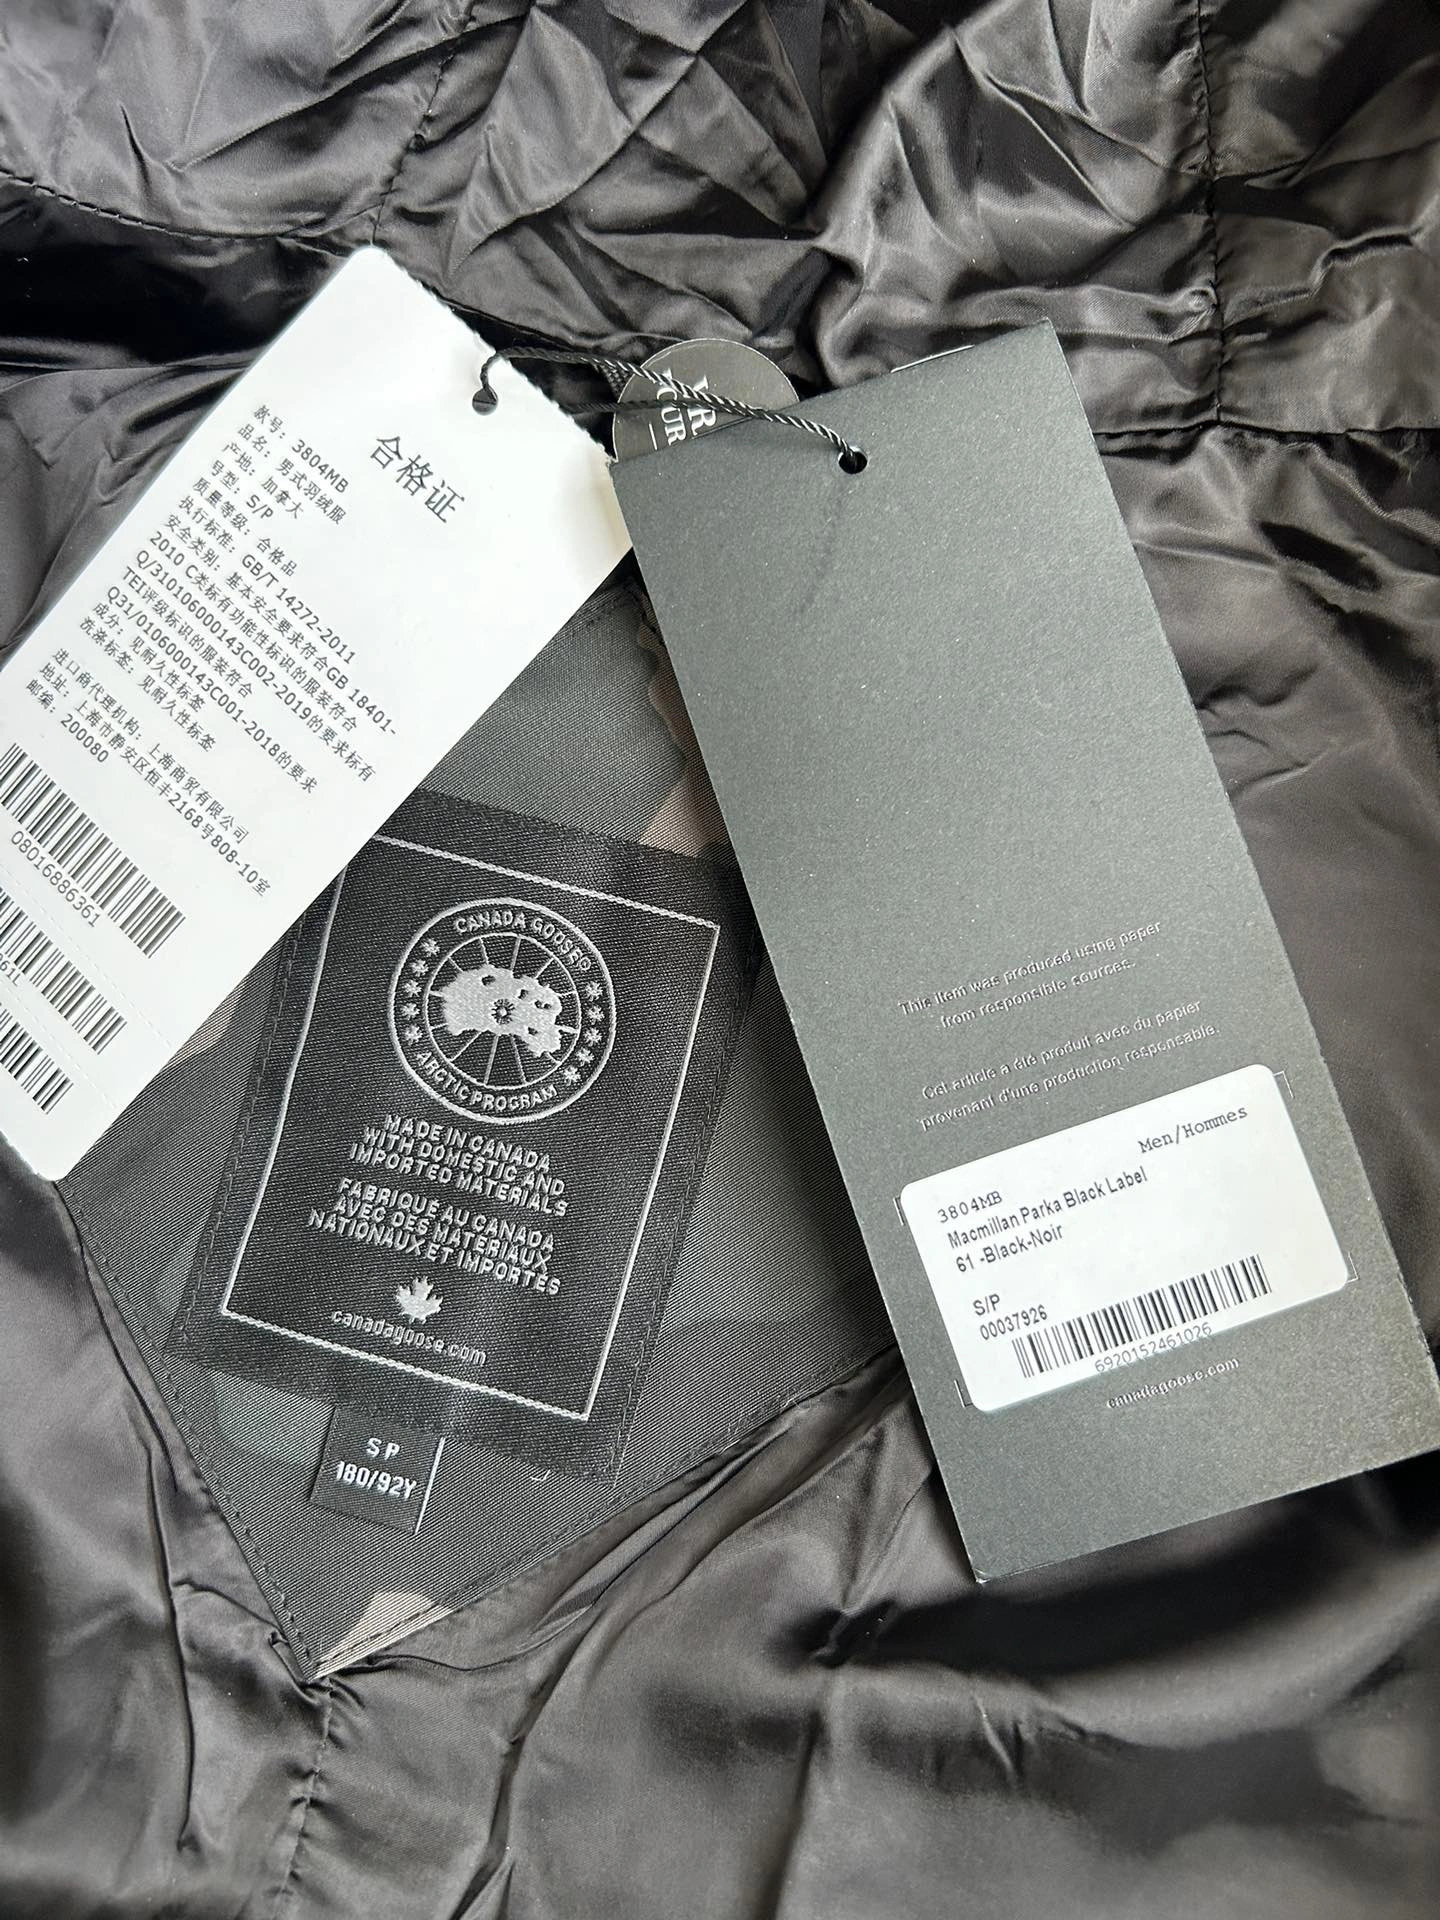 合格证
款号: 3804MB
品名: 男式羽绒服
产地: 加拿大
号型: S/P
质量等级: 合格品
执行标准: GB/T 14272-2011
安全类别: 基本安全要求符合GB 18401-
2010 C类标有功能性标识的服装符合
Q/3101060000143C002-2019的要求标有
TEI评级标识的服装符合
Q31/0106000143C001-2018的要求
成分: 见耐久性标签
洗涤标签: 见耐久性标签
进口商代理机构: 上海商贸有限公司
地址: 上海市静安区恒丰2168号808-10室
邮编: 200080
08016886361
61L
CANADA GOOSE®
ARCTIC PROGRAM
MADE IN CANADA
WITH DOMESTIC AND
IMPORTED MATERIALS
FABRIQUÉ AU CANADA
AVEC DES MATÉRIAUX
NATIONAUX ET IMPORTÉS
canadagoose.com
S P
180/92Y
This item was produced using paper
from responsible sources.
Cet article a été produit avec du papier
provenant d'une production responsable.
Men/Hommes
3804MB
Macmillan Parka Black Label
61 -Black-Noir
S/P
00037926
6920152461026
canadagoose.com